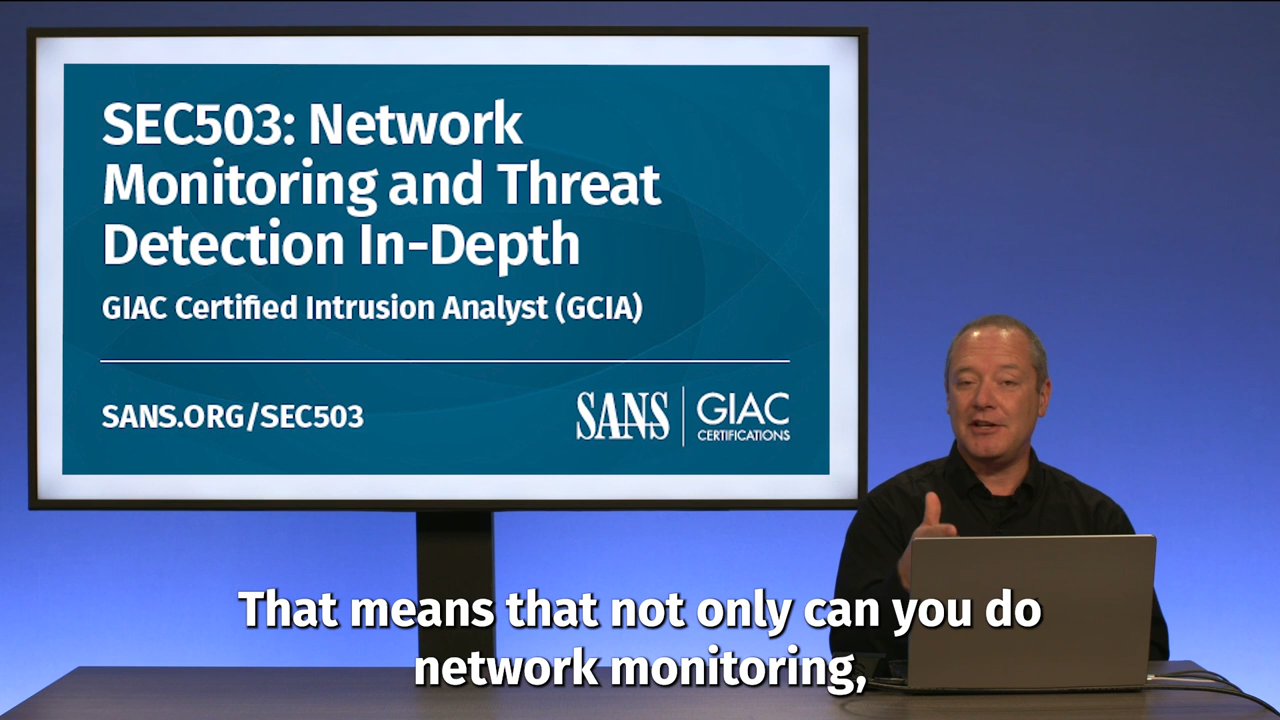 SEC503: Network
Monitoring and Threat
Detection In-Depth
GIAC Certified Intrusion Analyst (GCIA)
SANS.ORG/SEC503
SANS
GIAC
CERTIFICATIONS
That means that not only can you do
network monitoring,